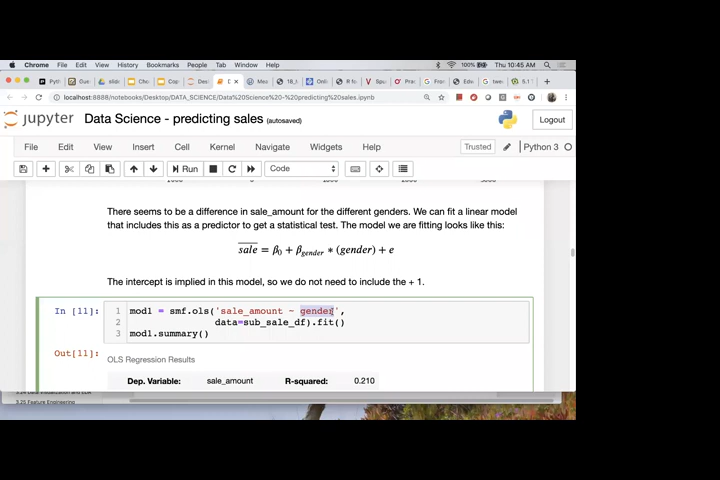 Chrome File Edit View History Bookmarks People Tab Window Help 100% Thu 10:45 AM
localhost:8888/notebooks/Desktop/DATA_SCIENCE/Data%20Science%20-%20predicting%20sales.ipynb
jupyter Data Science - predicting sales (autosaved) Logout
File Edit View Insert Cell Kernel Navigate Widgets Help Trusted Python 3
Run Code
There seems to be a difference in sale_amount for the different genders. We can fit a linear model
that includes this as a predictor to get a statistical test. The model we are fitting looks like this:
sale = β0 + βgender * (gender) + e
The intercept is implied in this model, so we do not need to include the + 1.
In [11]: 1 mod1 = smf.ols('sale_amount ~ gender',
2 data=sub_sale_df).fit()
3 mod1.summary()
Out[11]: OLS Regression Results
Dep. Variable: sale_amount R-squared: 0.210
3.25 Feature Engineering